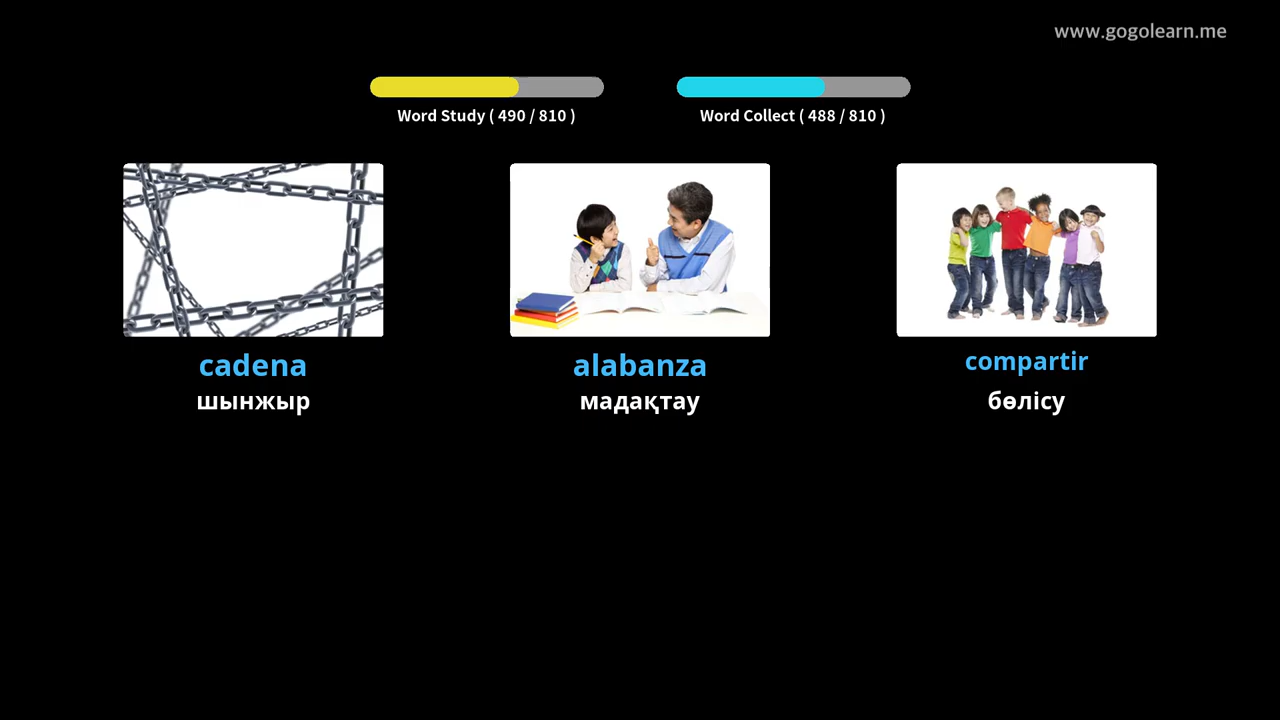 www.gogolearn.me
Word Study ( 490 / 810 )
Word Collect ( 488 / 810 )
cadena
шынжыр
alabanza
мадақтау
compartir
бөлісу